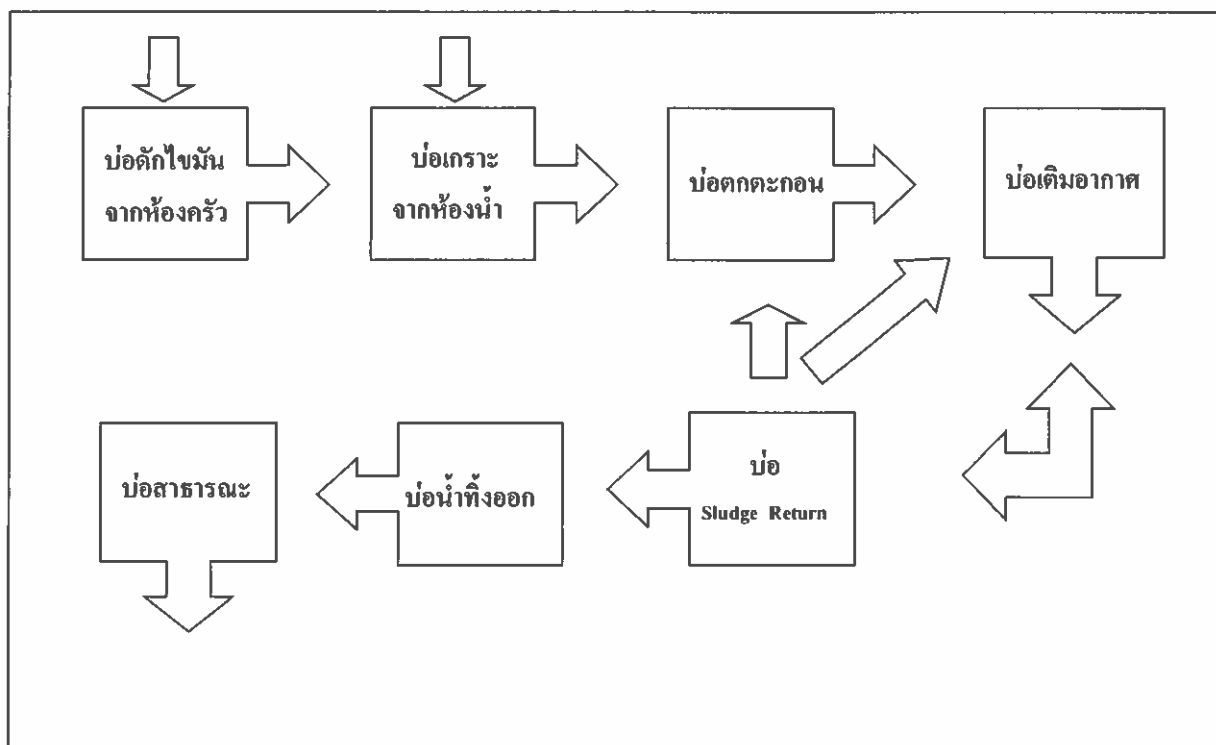 บ่อดักไขมัน
จากห้องครัว
บ่อเกราะ
จากห้องน้ำ
บ่อตกตะกอน
บ่อเติมอากาศ
บ่อสาธารณะ
บ่อน้ำทิ้งออก
บ่อ
Sludge Return